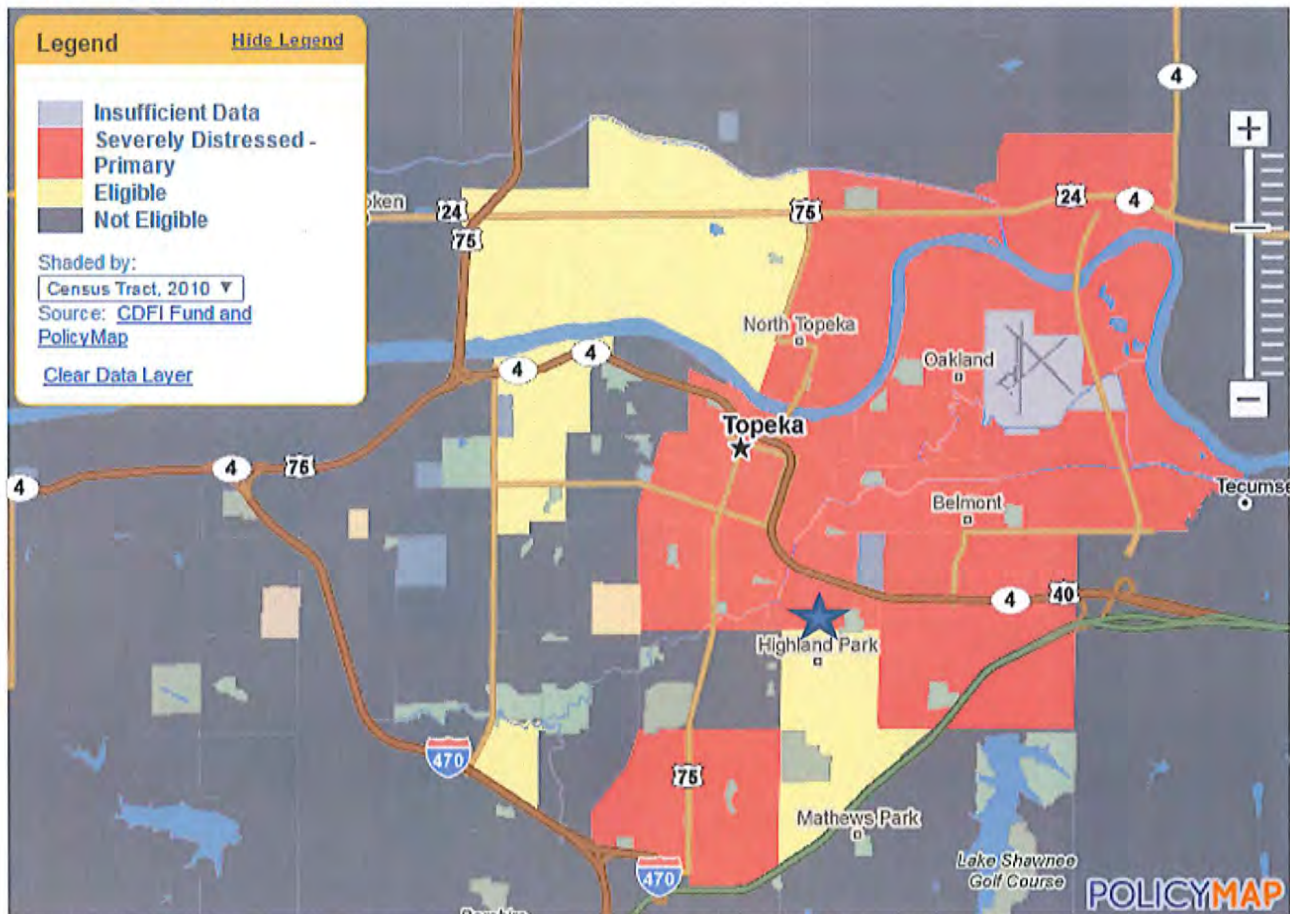 Legend Hide Legend
Insufficient Data
Severely Distressed -
Primary
Eligible
Not Eligible
Shaded by:
Census Tract, 2010 ▼
Source: CDFI Fund and
PolicyMap
Clear Data Layer
4
oken
24
75
75
24
4
North Topeka
4
4
Oakland
Topeka
4
75
4
Tecumse
Belmont
4
40
Highland Park
470
75
Mathews Park
Lake Shawnee
Golf Course
470
POLICYMAP